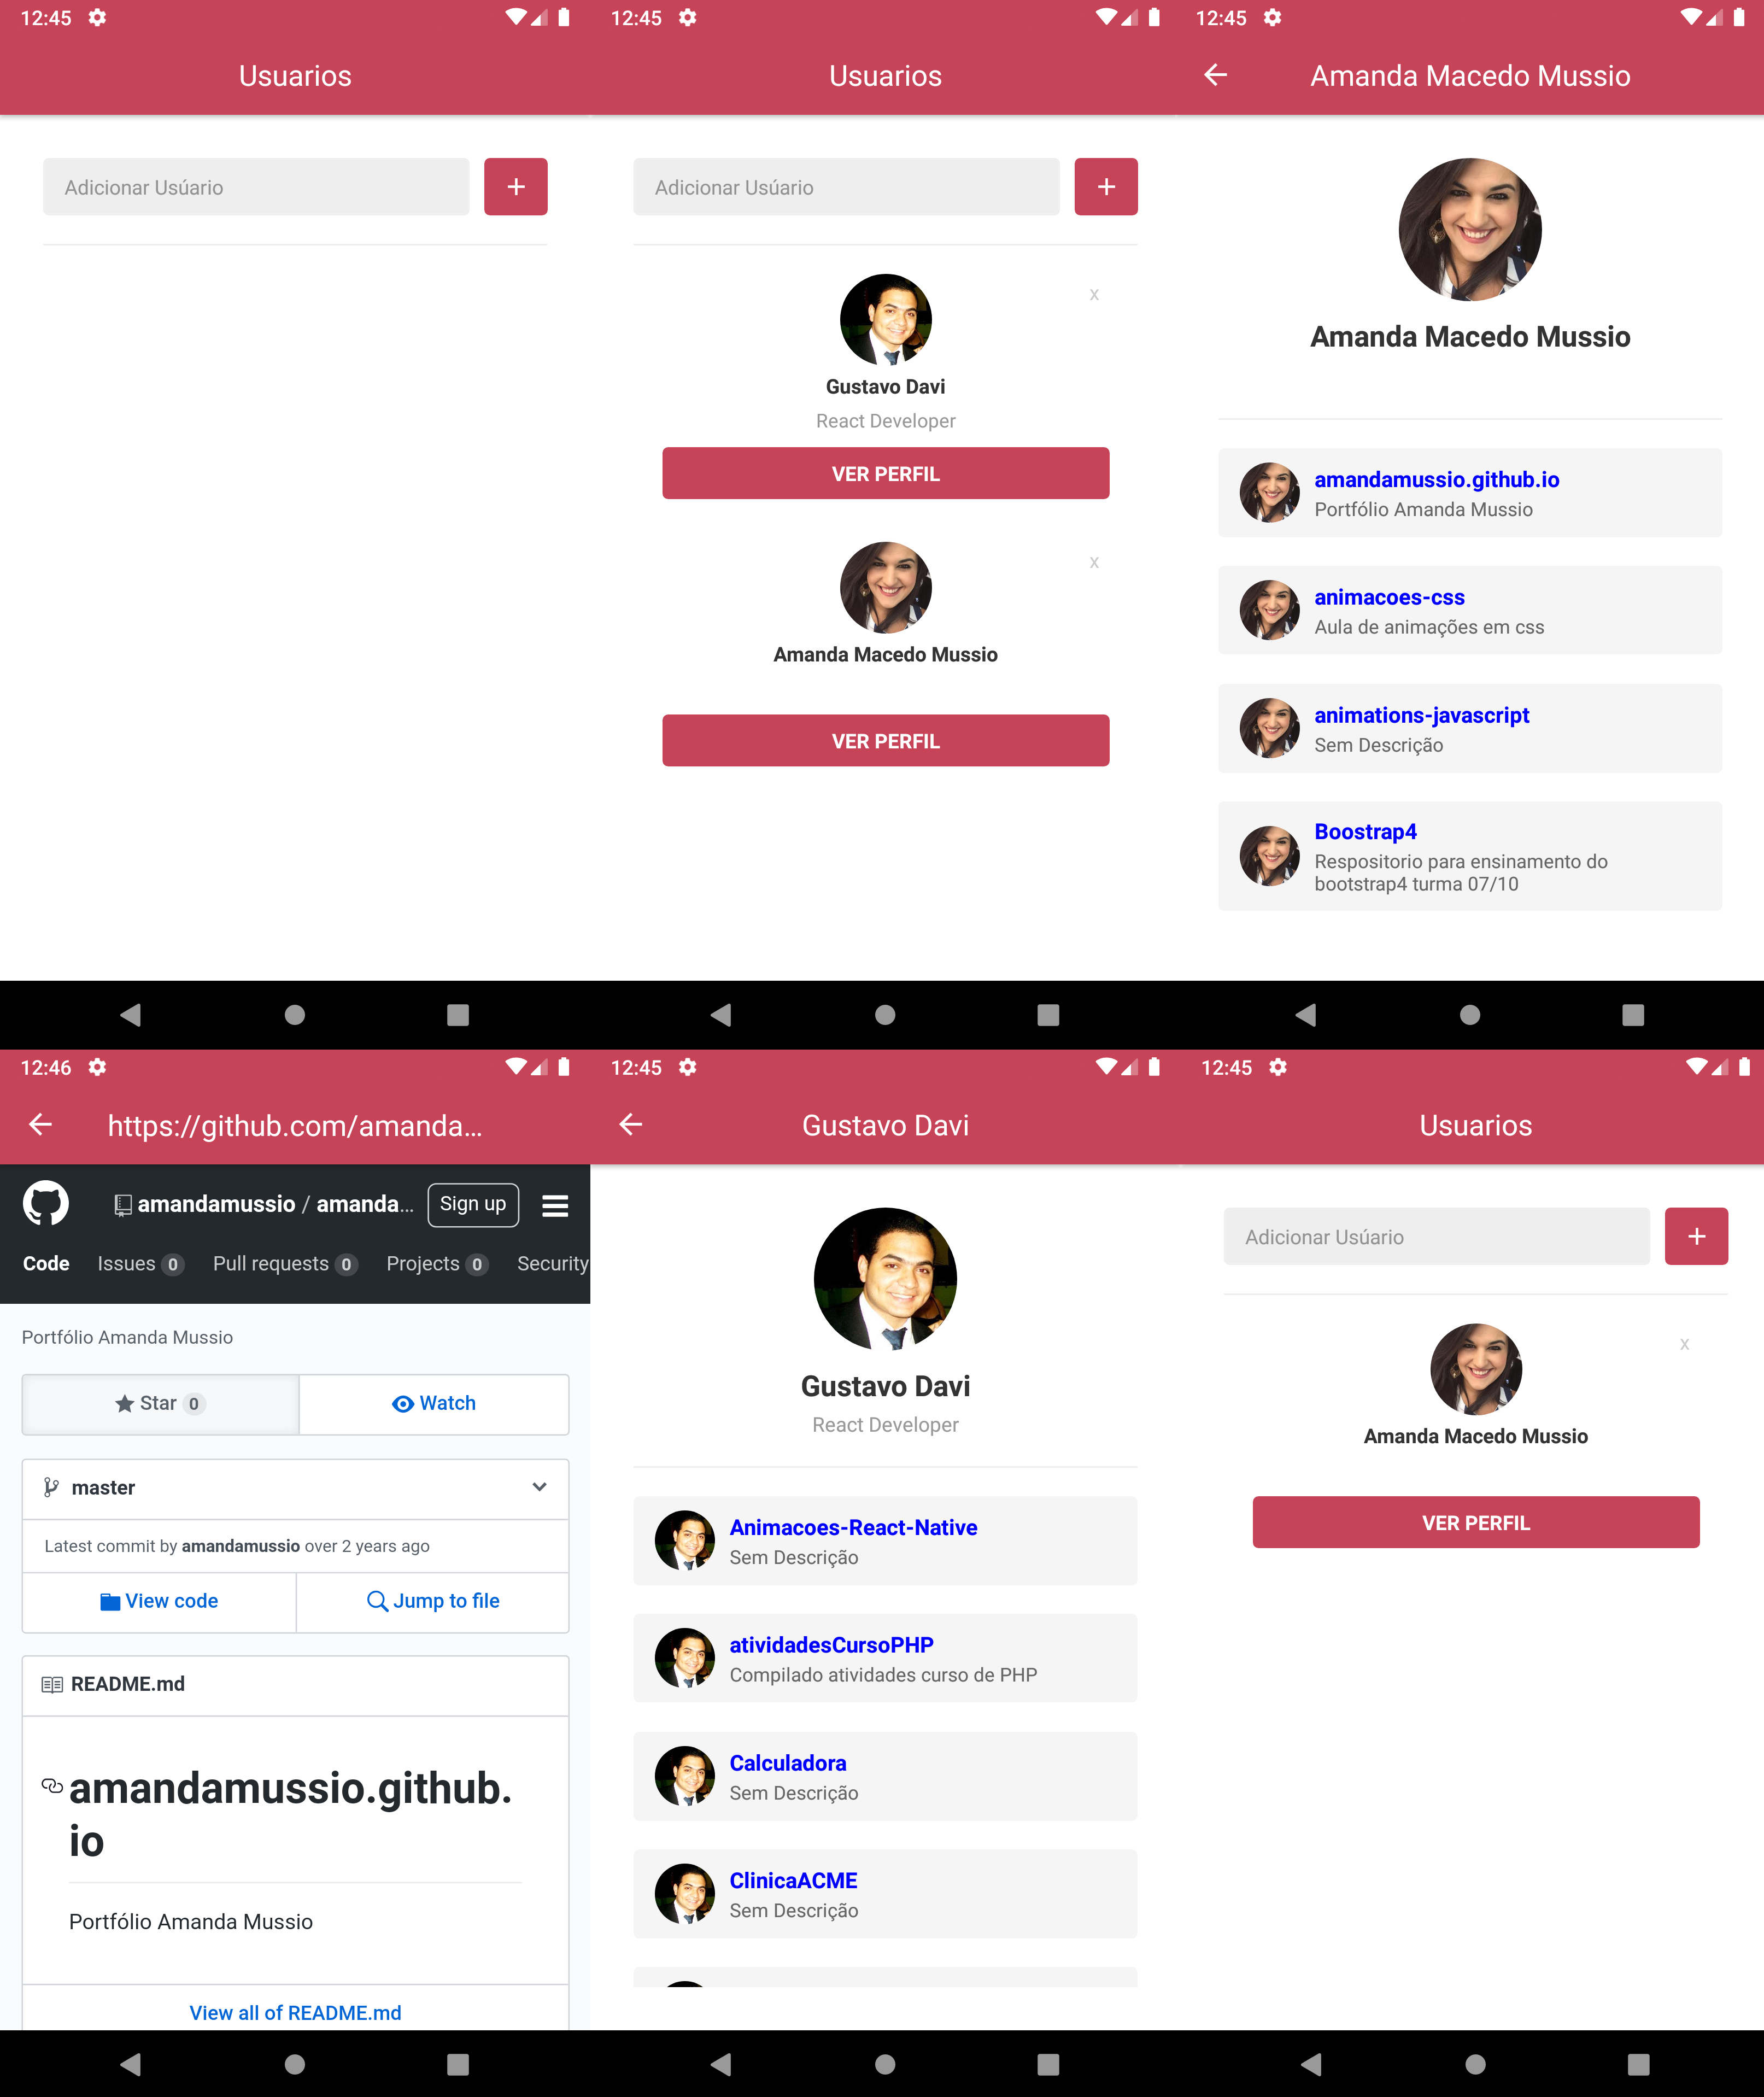 12:45
Usuarios
Adicionar Usúario
+
12:45
Usuarios
Adicionar Usúario
+
x
Gustavo Davi
React Developer
VER PERFIL
x
Amanda Macedo Mussio
VER PERFIL
12:45
Amanda Macedo Mussio
Amanda Macedo Mussio
amandamussio.github.io
Portfólio Amanda Mussio
animacoes-css
Aula de animações em css
animations-javascript
Sem Descrição
Boostrap4
Respositorio para ensinamento do
bootstrap4 turma 07/10
12:46
https://github.com/amanda...
amandamussio / amanda...
Sign up
Code Issues 0 Pull requests 0 Projects 0 Security
Portfólio Amanda Mussio
Star 0
Watch
master
Latest commit by amandamussio over 2 years ago
View code
Jump to file
README.md
amandamussio.github.
io
Portfólio Amanda Mussio
View all of README.md
12:45
Gustavo Davi
Gustavo Davi
React Developer
Animacoes-React-Native
Sem Descrição
atividadesCursoPHP
Compilado atividades curso de PHP
Calculadora
Sem Descrição
ClinicaACME
Sem Descrição
12:45
Usuarios
Adicionar Usúario
+
x
Amanda Macedo Mussio
VER PERFIL